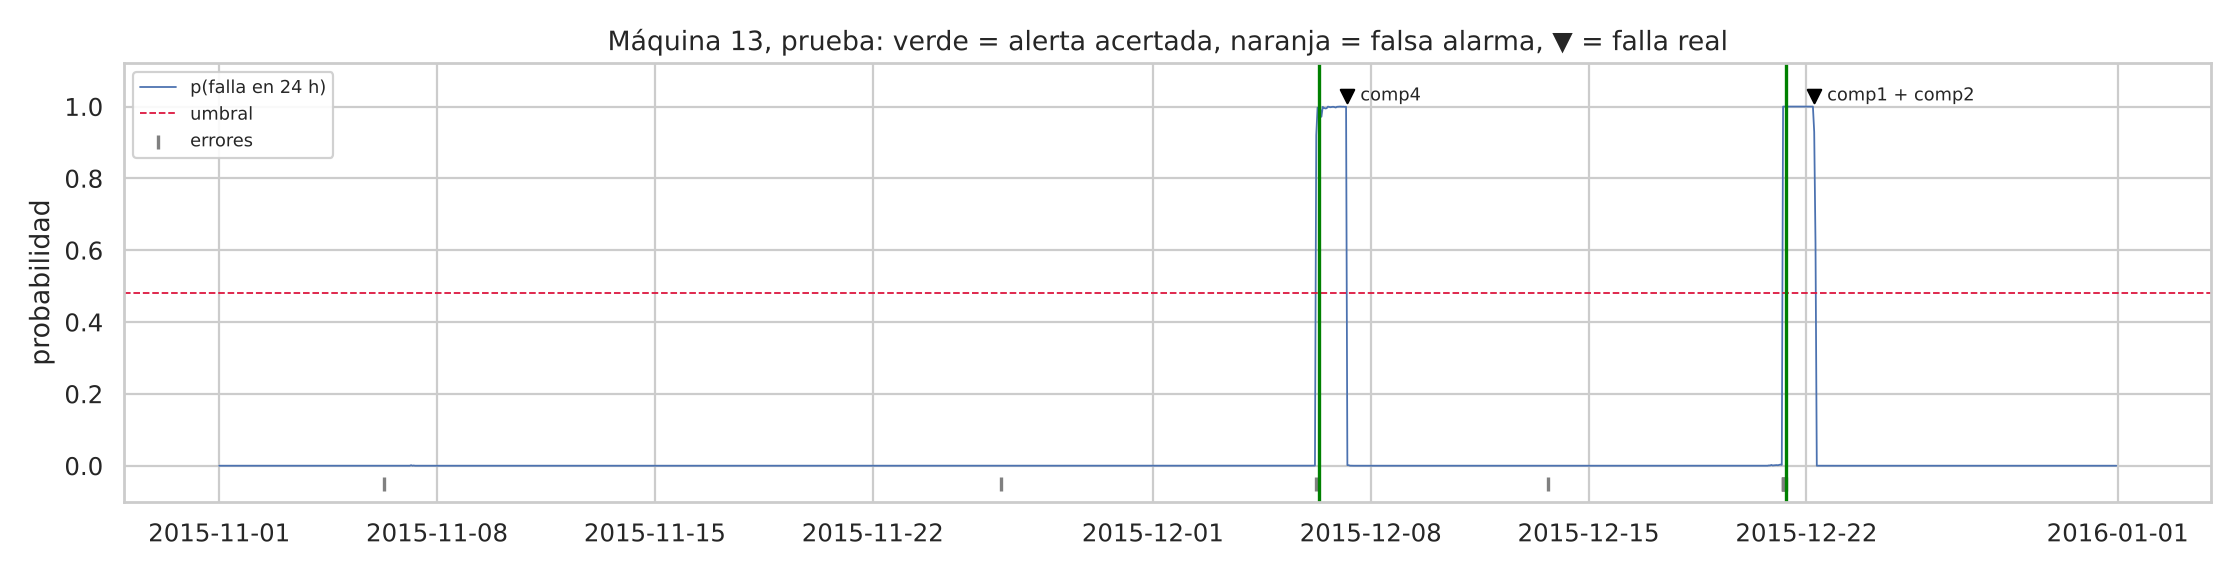 Máquina 13, prueba: verde = alerta acertada, naranja = falsa alarma, ▼ = falla real
p(falla en 24 h)
umbral
errores
comp4
comp1 + comp2
probabilidad
1.0
0.8
0.6
0.4
0.2
0.0
2015-11-01
2015-11-08
2015-11-15
2015-11-22
2015-12-01
2015-12-08
2015-12-15
2015-12-22
2016-01-01